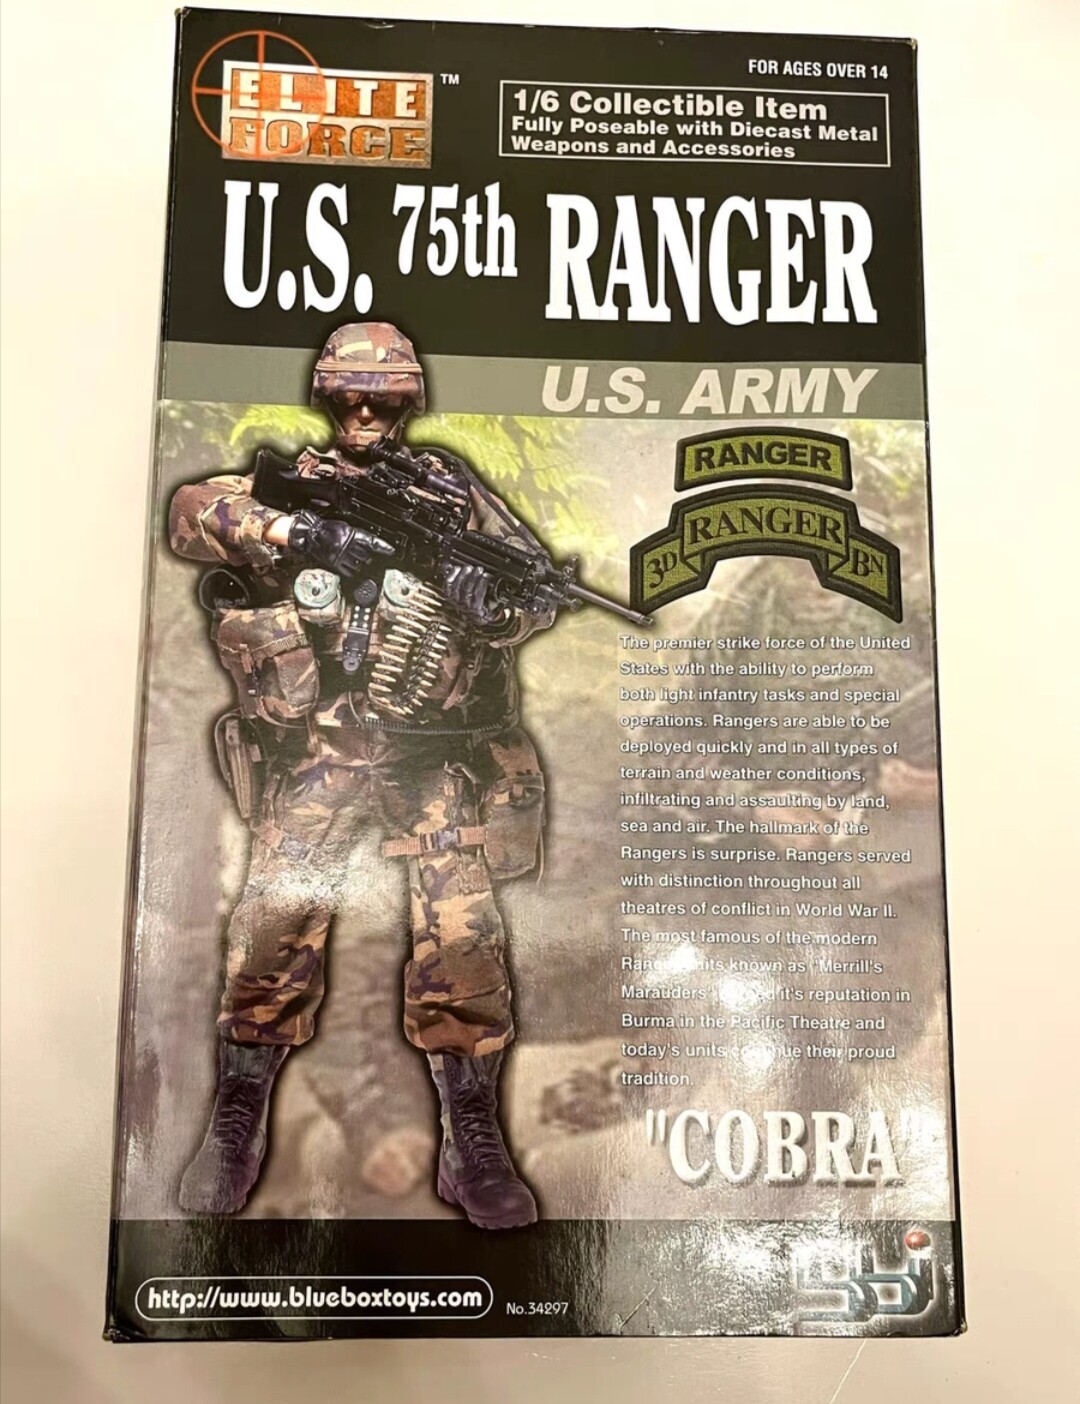 FOR AGES OVER 14
ELITE
FORCE
™
1/6 Collectible Item
Fully Poseable with Diecast Metal
Weapons and Accessories
U.S. 75th RANGER
U.S. ARMY
RANGER
RANGER
3D BN
The premier strike force of the United
States with the ability to perform
both light infantry tasks and special
operations. Rangers are able to be
deployed quickly and in all types of
terrain and weather conditions,
infiltrating and assaulting by land,
sea and air. The hallmark of the
Rangers is surprise. Rangers served
with distinction throughout all
theatres of conflict in World War II.
The most famous of the modern
known as "Merrill's
Marauders" it's reputation in
Burma in the Pacific Theatre and
today's units continue their proud
tradition.
"COBRA"
http://www.blueboxtoys.com
No.34297
bbi